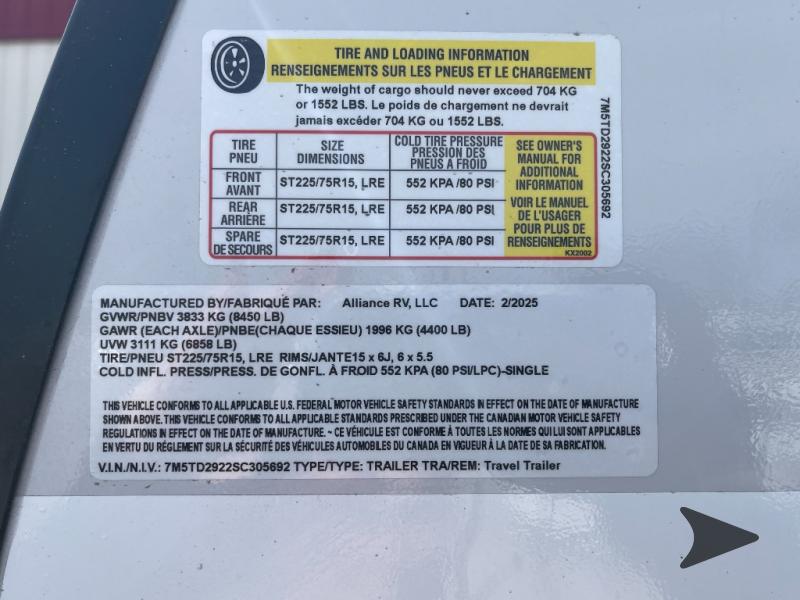 TIRE AND LOADING INFORMATION
RENSEIGNEMENTS SUR LES PNEUS ET LE CHARGEMENT
The weight of cargo should never exceed 704 KG
or 1552 LBS. Le poids de chargement ne devrait
jamais excéder 704 KG ou 1552 LBS.
TIRE PNEU SIZE DIMENSIONS COLD TIRE PRESSURE PRESSION DES PNEUS A FROID
FRONT AVANT ST225/75R15, LRE 552 KPA /80 PSI
REAR ARRIÈRE ST225/75R15, LRE 552 KPA /80 PSI
SPARE DE SECOURS ST225/75R15, LRE 552 KPA /80 PSI
SEE OWNER'S
MANUAL FOR
ADDITIONAL
INFORMATION
VOIR LE MANUEL
DE L'USAGER
POUR PLUS DE
RENSEIGNEMENTS
KX2002
7M5TD2922SC305692
MANUFACTURED BY/FABRIQUÉ PAR: Alliance RV, LLC DATE: 2/2025
GVWR/PNBV 3833 KG (8450 LB)
GAWR (EACH AXLE)/PNBE(CHAQUE ESSIEU) 1996 KG (4400 LB)
UVW 3111 KG (6858 LB)
TIRE/PNEU ST225/75R15, LRE RIMS/JANTE15 x 6J, 6 x 5.5
COLD INFL. PRESS/PRESS. DE GONFL. À FROID 552 KPA (80 PSI/LPC)-SINGLE
THIS VEHICLE CONFORMS TO ALL APPLICABLE U.S. FEDERAL MOTOR VEHICLE SAFETY STANDARDS IN EFFECT ON THE DATE OF MANUFACTURE
SHOWN ABOVE. THIS VEHICLE CONFORMS TO ALL APPLICABLE STANDARDS PRESCRIBED UNDER THE CANADIAN MOTOR VEHICLE SAFETY
REGULATIONS IN EFFECT ON THE DATE OF MANUFACTURE. ~ CE VÉHICULE EST CONFORME À TOUTES LES NORMES QUI LUI SONT APPLICABLES
EN VERTU DU RÉGLEMENT SUR LA SÉCURITÉ DES VÉHICULES AUTOMOBILES DU CANADA EN VIGUEUR À LA DATE DE SA FABRICATION.
V.I.N./N.I.V.: 7M5TD2922SC305692 TYPE/TYPE: TRAILER TRA/REM: Travel Trailer